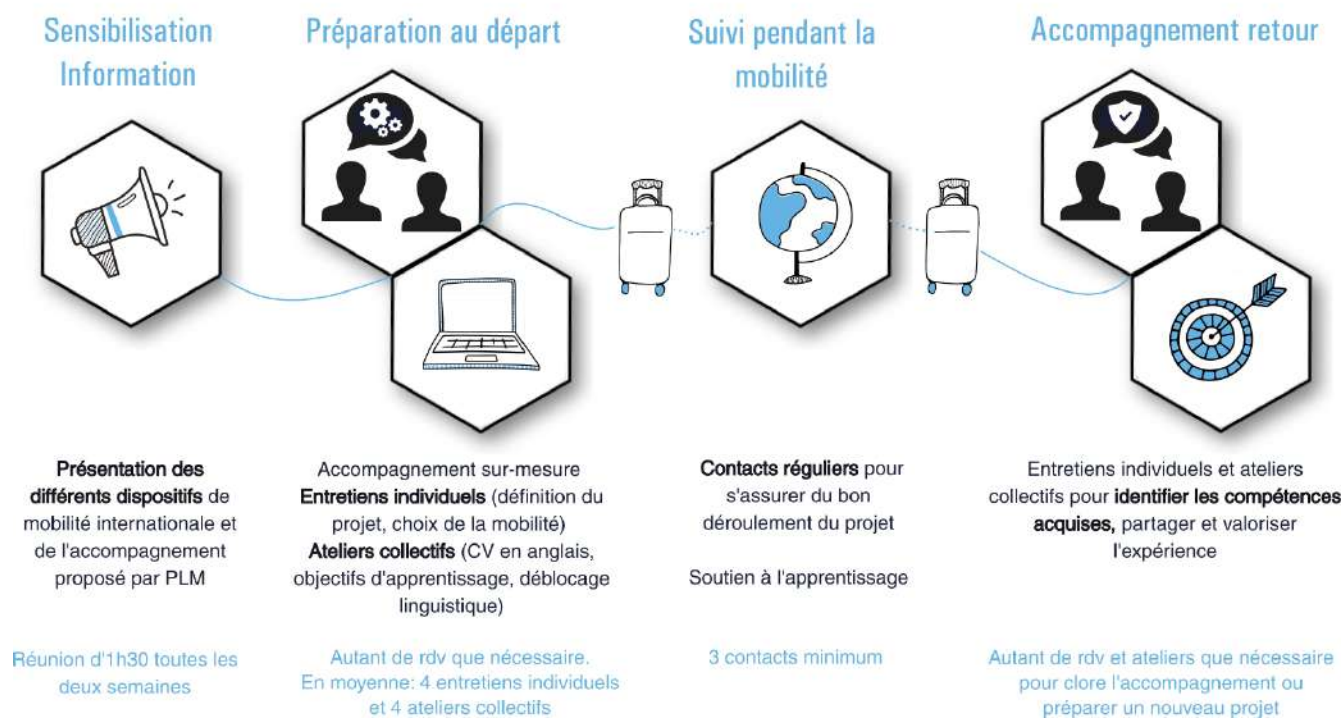 Sensibilisation
Information
Préparation au départ
Suivi pendant la
mobilité
Accompagnement retour
Présentation des
différents dispositifs de
mobilité internationale et
de l'accompagnement
proposé par PLM
Accompagnement sur-mesure
Entretiens individuels (définition du
projet, choix de la mobilité)
Ateliers collectifs (CV en anglais,
objectifs d'apprentissage, déblocage
linguistique)
Contacts réguliers pour
s'assurer du bon
déroulement du projet
Soutien à l'apprentissage
Entretiens individuels et ateliers
collectifs pour identifier les compétences
acquises, partager et valoriser
l'expérience
Réunion d'1h30 toutes les
deux semaines
Autant de rdv que nécessaire.
En moyenne: 4 entretiens individuels
et 4 ateliers collectifs
3 contacts minimum
Autant de rdv et ateliers que nécessaire
pour clore l'accompagnement ou
préparer un nouveau projet